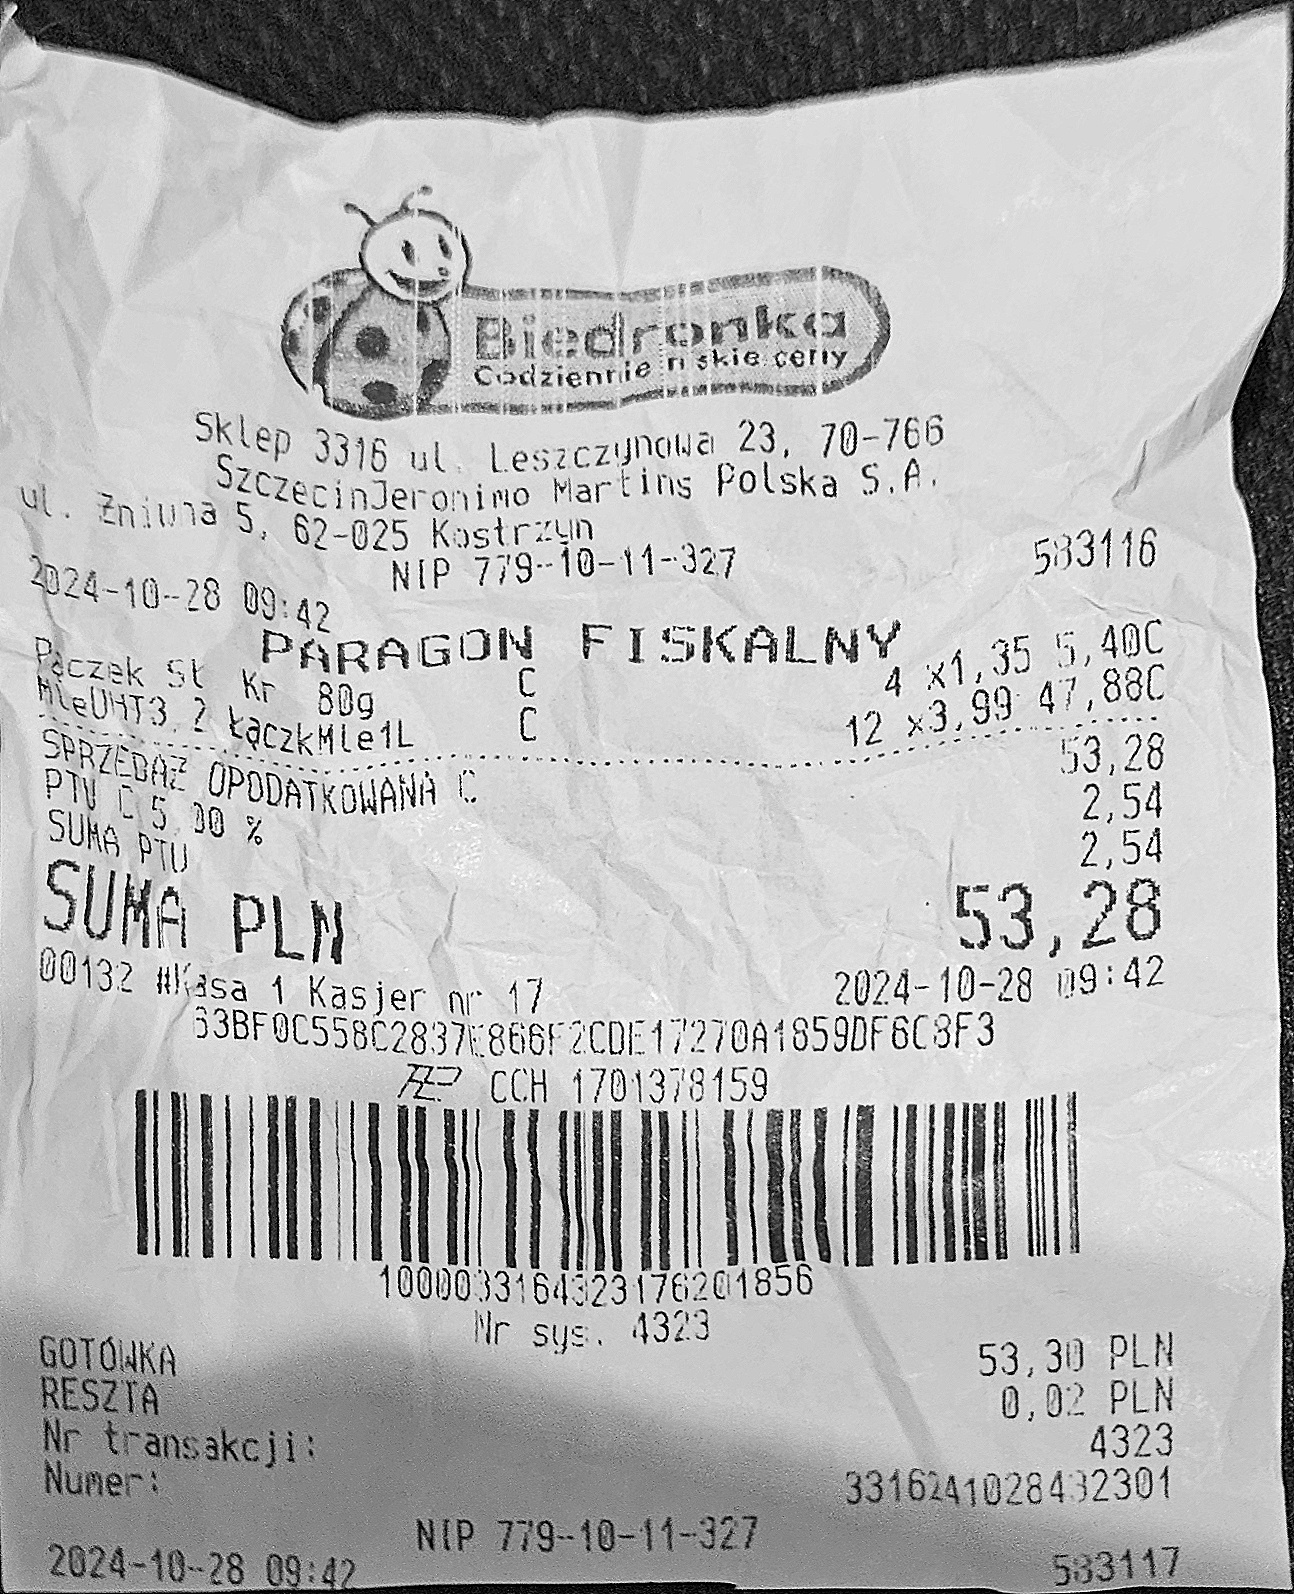 Biedronka
Codziennie niskie ceny
Sklep 3316 ul. Leszczynowa 23, 70-766
SzczecinJeronimo Martins Polska S.A.
ul. Żniwna 5, 62-025 Kostrzyn
NIP 779-10-11-327
2024-10-28 09:42 583116
PARAGON FISKALNY
Pączek St Kr 80g C 4 x1,35 5,40C
MleUHT3,2 ŁączkMle1L C 12 x3,99 47,88C
SPRZEDAŻ OPODATKOWANA C 53,28
PTU C 5,00 % 2,54
SUMA PTU 2,54
SUMA PLN 53,28
00132 #Kasa 1 Kasjer nr 17 2024-10-28 09:42
63BF0C558C2837E866F2CDE17270A1859DF6C8F3
CCH 1701378159
1000033164323176201856
Nr sys. 4323
GOTÓWKA 53,30 PLN
RESZTA 0,02 PLN
Nr transakcji: 4323
Numer: 331624102843​2301
NIP 779-10-11-327
2024-10-28 09:42 583117